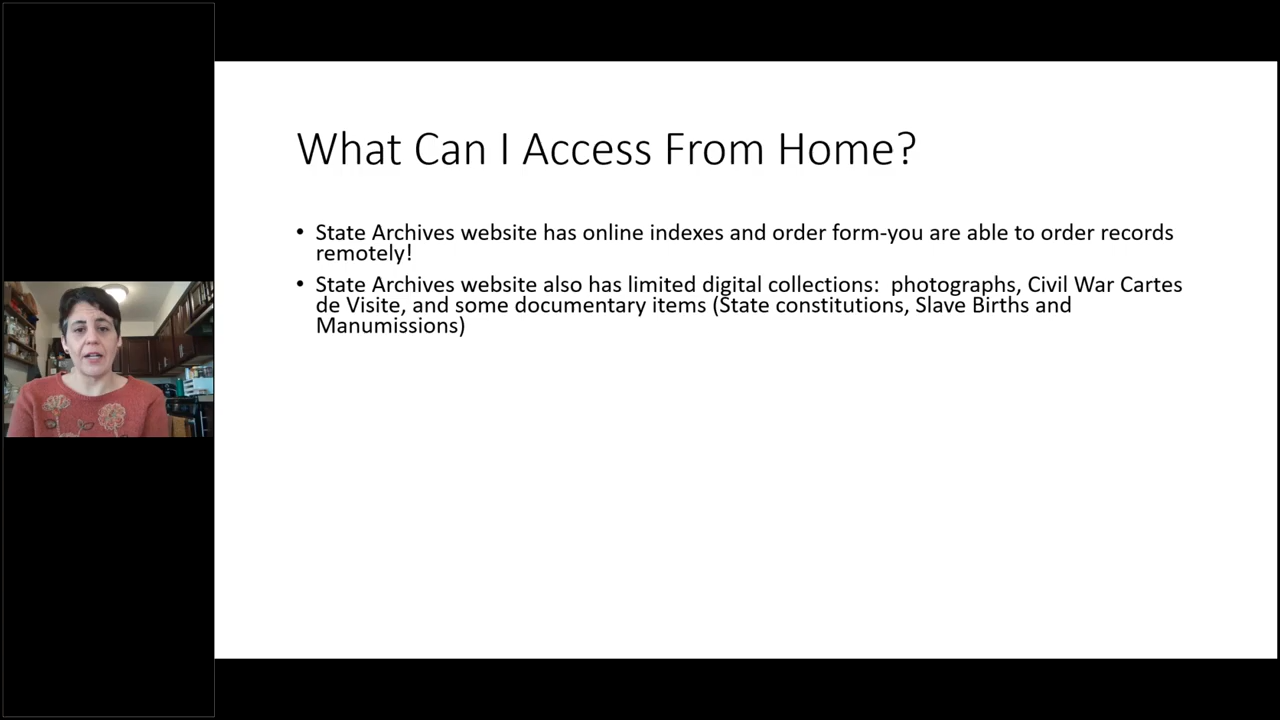 What Can I Access From Home?
• State Archives website has online indexes and order form-you are able to order records
remotely!
• State Archives website also has limited digital collections:  photographs, Civil War Cartes
de Visite, and some documentary items (State constitutions, Slave Births and
Manumissions)